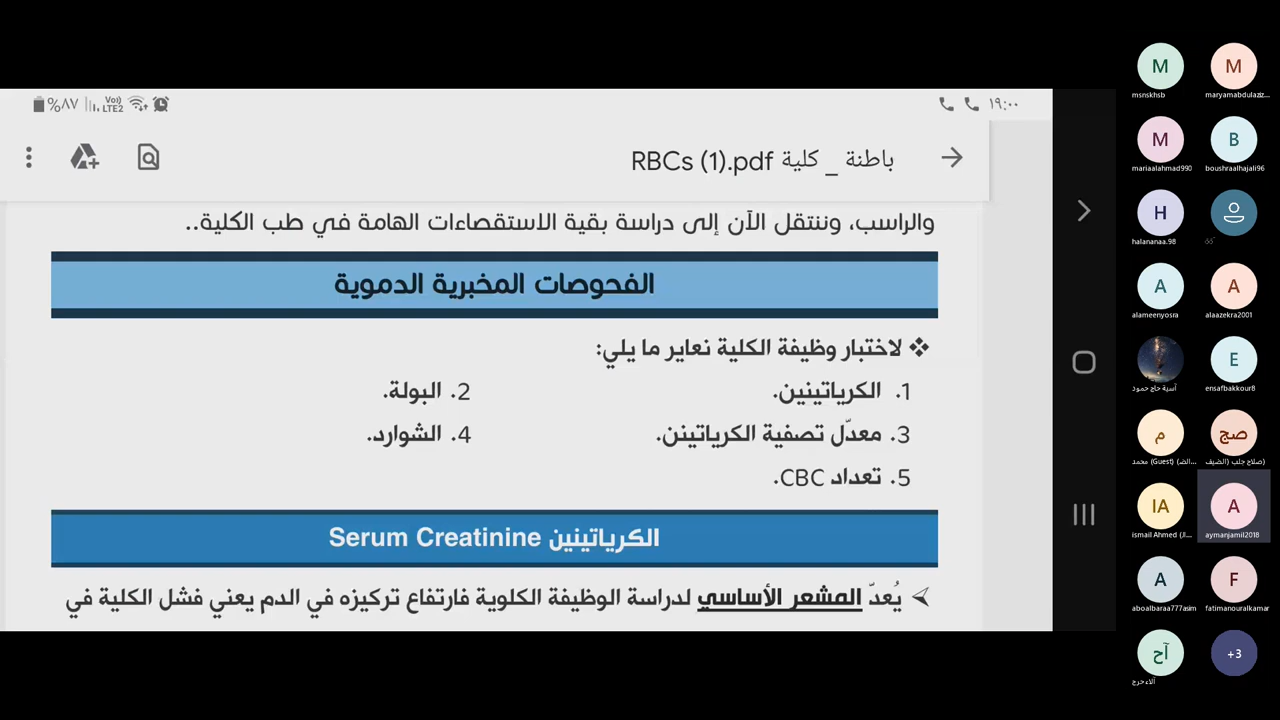 ١٩:٠٠
%٨٧
Vo)
LTE2
باطنة _ كلية RBCs (1).pdf
والراسب، وننتقل الآن إلى دراسة بقية الاستقصاءات الهامة في طب الكلية..
الفحوصات المخبرية الدموية
❖ لاختبار وظيفة الكلية نعاير ما يلي:
1. الكرياتينين.
2. البولة.
3. معدّل تصفية الكرياتينن.
4. الشوارد.
5. تعداد CBC.
الكرياتينين Serum Creatinine
يُعدّ المشعر الأساسي لدراسة الوظيفة الكلوية فارتفاع تركيزه في الدم يعني فشل الكلية في
M
msnskhsb
M
maryamabdulaziz...
M
mariaalahmad990
B
boushraalhajali96
H
halananaa.98
A
alameenyosra
A
alaazekra2001
آسية حاج حمود
E
ensafbakkour8
م
محمد (Guest)
صج
صلاح جلب (الضيف)
IA
ismail Ahmed
A
aymanjamil2018
A
aboalbaraa777asim
F
fatimanouralkamar
آح
آلاء حرح
+3